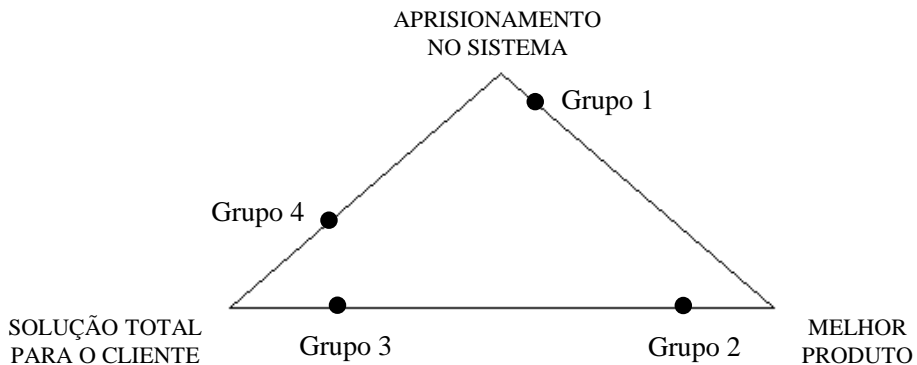 APRISIONAMENTO
NO SISTEMA
Grupo 1
Grupo 4
SOLUÇÃO TOTAL
PARA O CLIENTE
Grupo 3
Grupo 2
MELHOR
PRODUTO